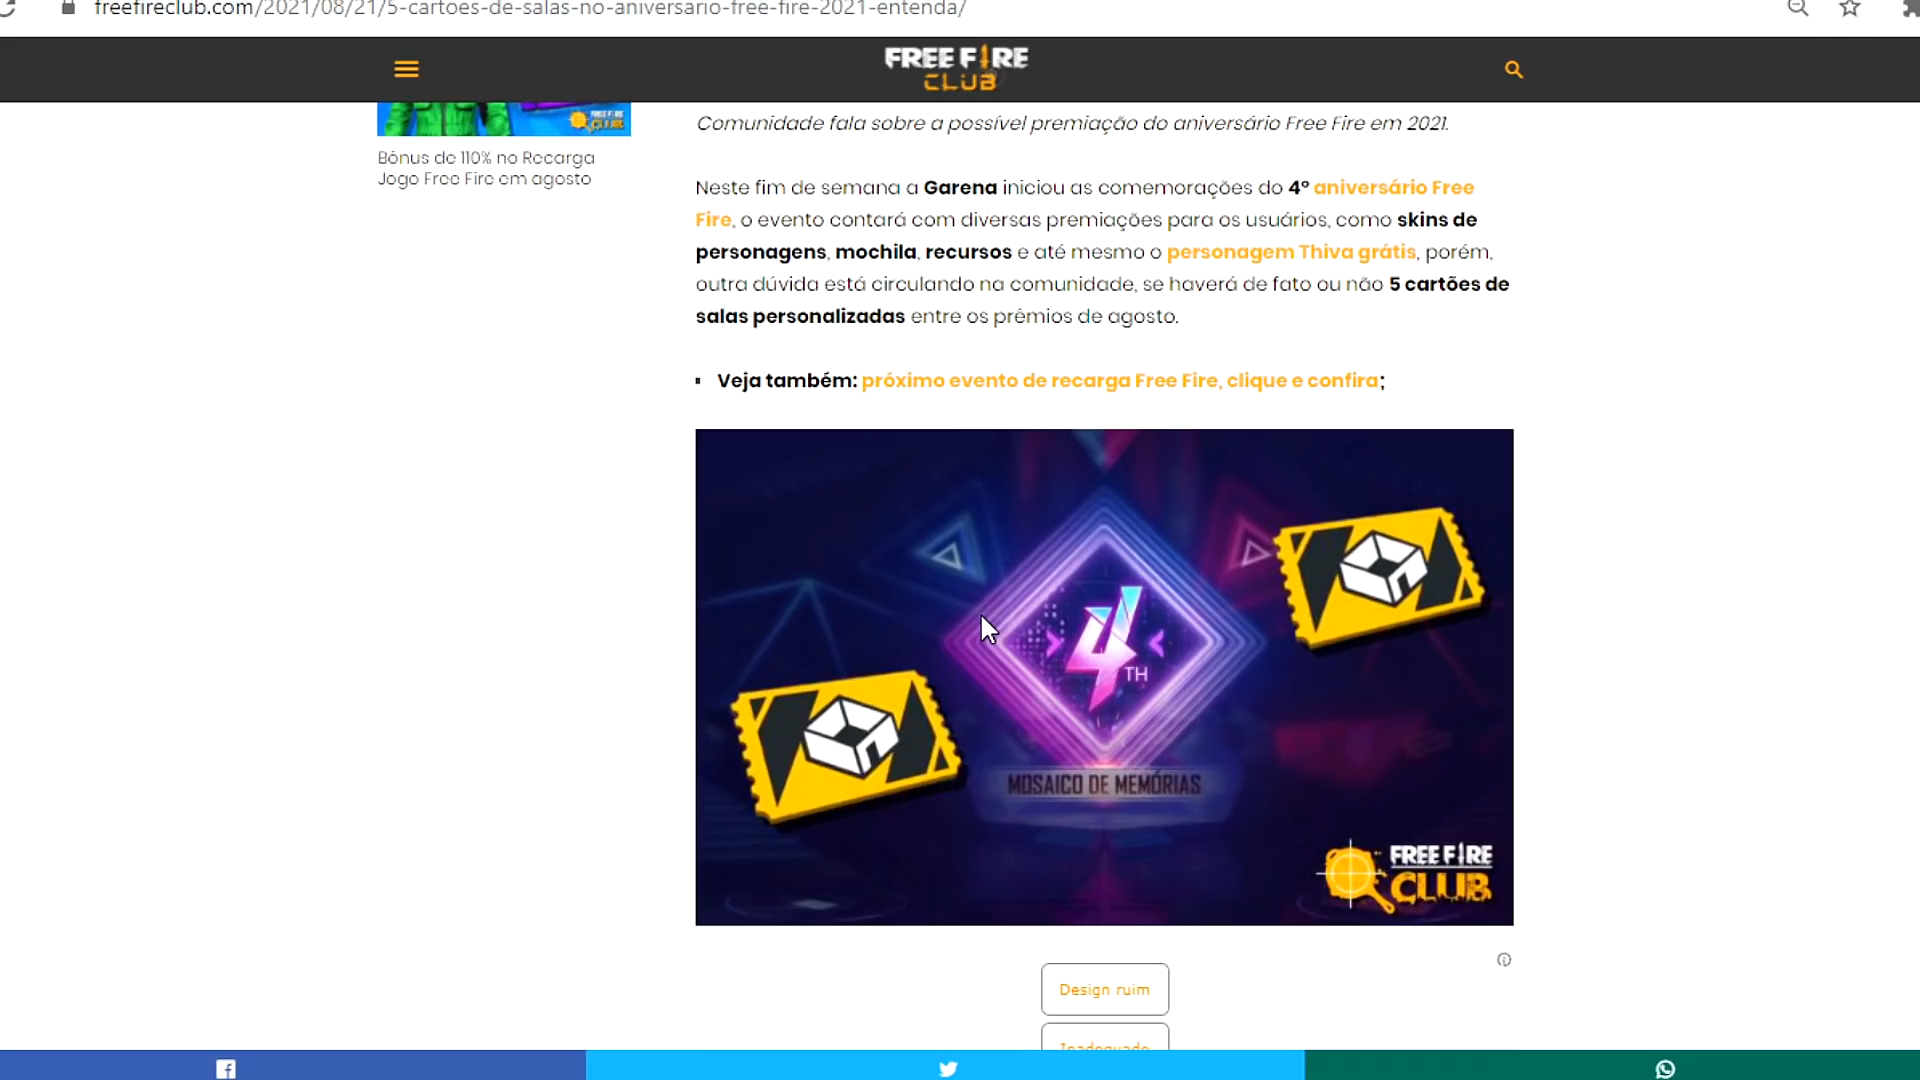 freefireclub.com/2021/08/21/5-cartoes-de-salas-no-aniversario-free-fire-2021-entenda/
FREE FIRE
CLUB
FREE FIRE
CLUB
Bônus de 110% no Recarga
Jogo Free Fire em agosto
Comunidade fala sobre a possível premiação do aniversário Free Fire em 2021.
Neste fim de semana a Garena iniciou as comemorações do 4º aniversário Free
Fire, o evento contará com diversas premiações para os usuários, como skins de
personagens, mochila, recursos e até mesmo o personagem Thiva grátis, porém,
outra dúvida está circulando na comunidade, se haverá de fato ou não 5 cartões de
salas personalizadas entre os prêmios de agosto.
▪ Veja também: próximo evento de recarga Free Fire, clique e confira;
4TH
MOSAICO DE MEMÓRIAS
FREE FIRE
CLUB
Design ruim
Inadequado